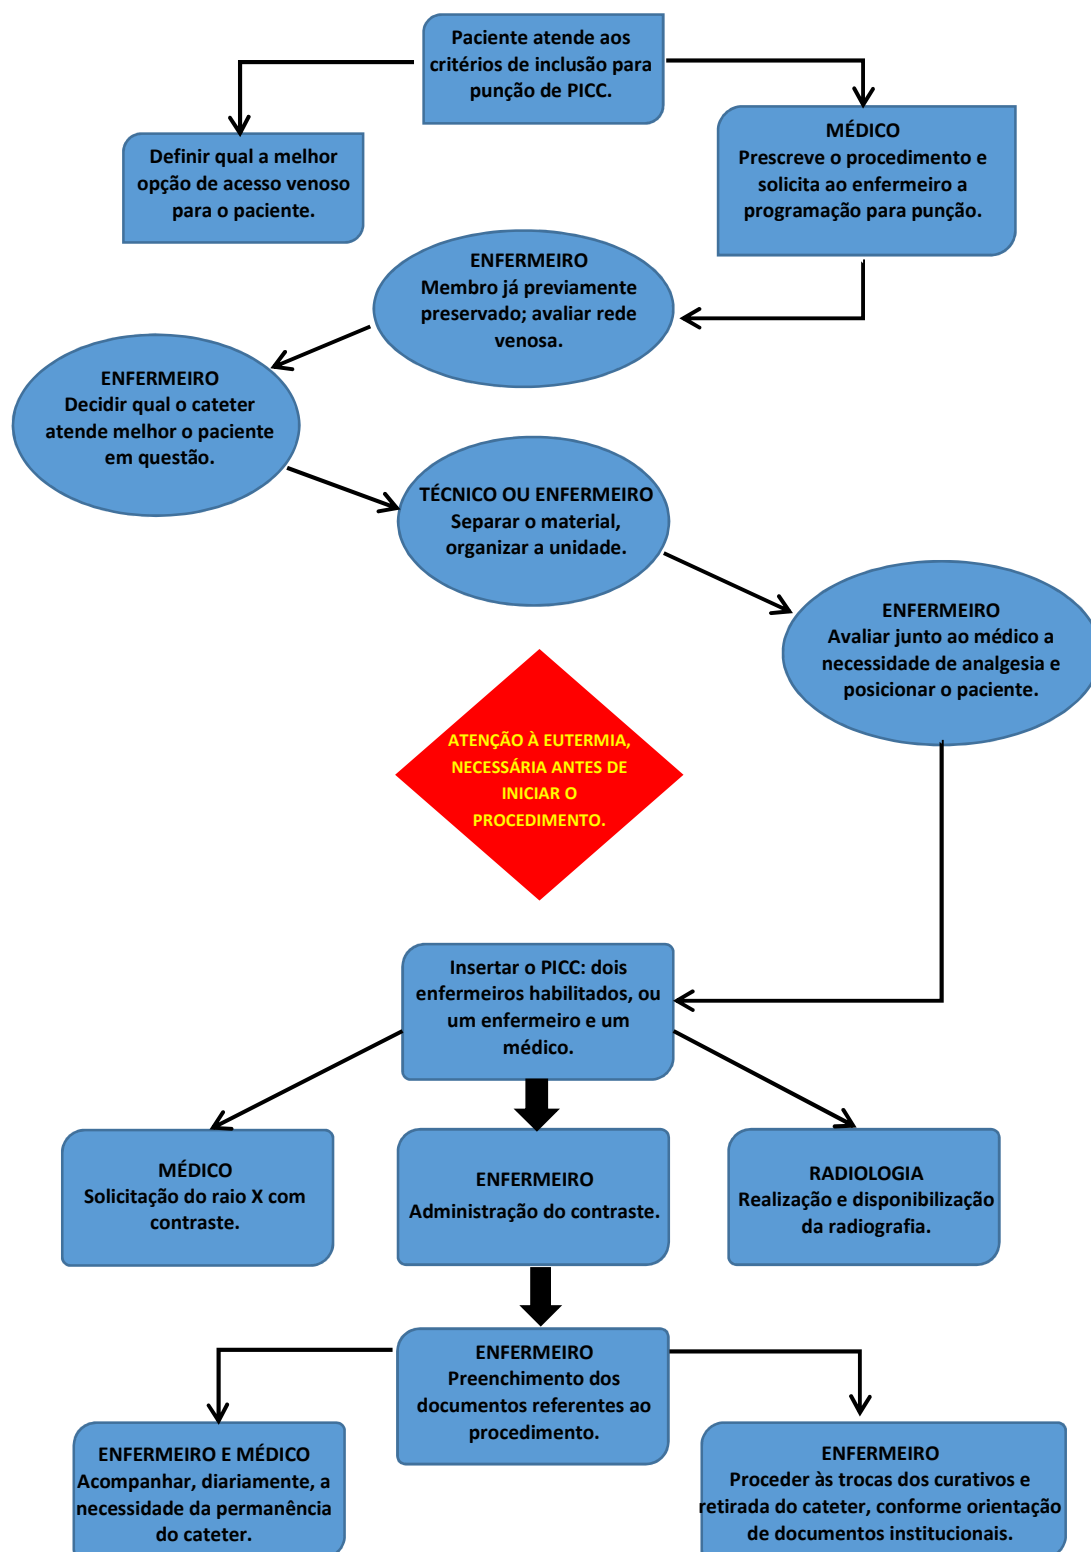 Paciente atende aos
critérios de inclusão para
punção de PICC.
Definir qual a melhor
opção de acesso venoso
para o paciente.
MÉDICO
Prescreve o procedimento e
solicita ao enfermeiro a
programação para punção.
ENFERMEIRO
Membro já previamente
preservado; avaliar rede
venosa.
ENFERMEIRO
Decidir qual o cateter
atende melhor o paciente
em questão.
TÉCNICO OU ENFERMEIRO
Separar o material,
organizar a unidade.
ENFERMEIRO
Avaliar junto ao médico a
necessidade de analgesia e
posicionar o paciente.
ATENÇÃO À EUTERMIA,
NECESSÁRIA ANTES DE
INICIAR O
PROCEDIMENTO.
Insertar o PICC: dois
enfermeiros habilitados, ou
um enfermeiro e um
médico.
MÉDICO
Solicitação do raio X com
contraste.
ENFERMEIRO
Administração do contraste.
RADIOLOGIA
Realização e disponibilização
da radiografia.
ENFERMEIRO
Preenchimento dos
documentos referentes ao
procedimento.
ENFERMEIRO E MÉDICO
Acompanhar, diariamente, a
necessidade da permanência
do cateter.
ENFERMEIRO
Proceder às trocas dos curativos e
retirada do cateter, conforme orientação
de documentos institucionais.